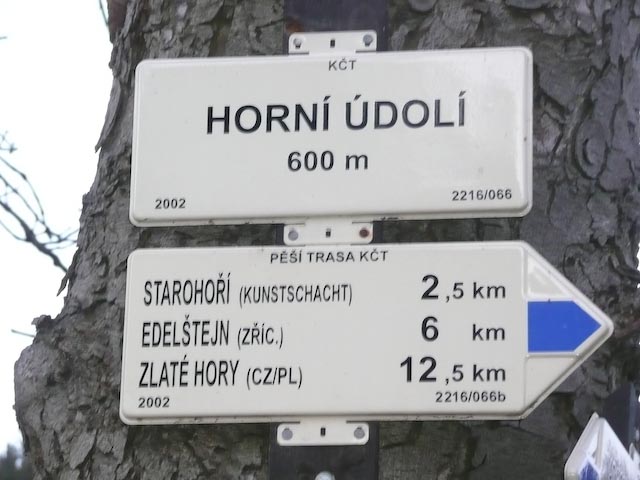 KČT
HORNÍ ÚDOLÍ
600 m
2002 2216/066
PĚŠÍ TRASA KČT
STAROHOŘÍ (KUNSTSCHACHT) 2,5 km
EDELŠTEJN (ZŘÍC.) 6 km
ZLATÉ HORY (CZ/PL) 12,5 km
2002 2216/066b